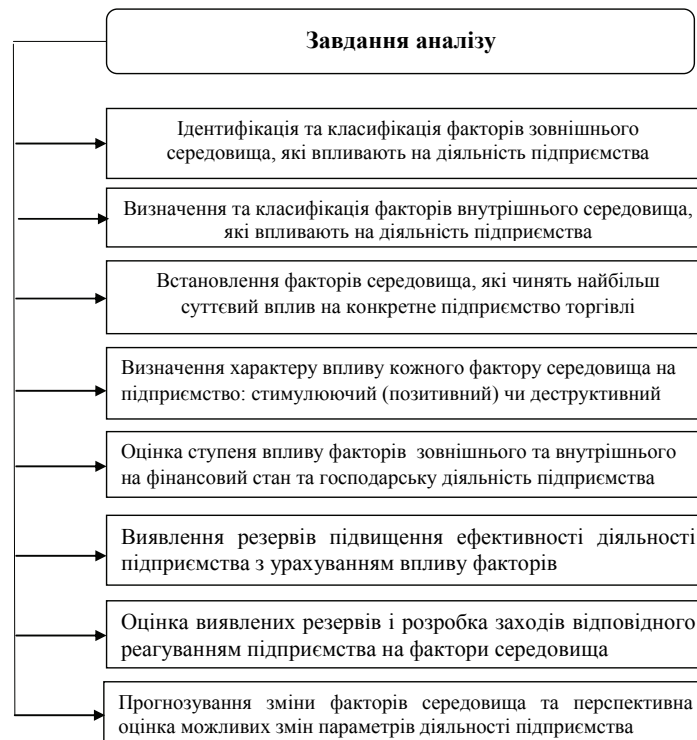 Завдання аналізу
Ідентифікація та класифікація факторів зовнішнього
середовища, які впливають на діяльність підприємства
Визначення та класифікація факторів внутрішнього середовища,
які впливають на діяльність підприємства
Встановлення факторів середовища, які чинять найбільш
суттєвий вплив на конкретне підприємство торгівлі
Визначення характеру впливу кожного фактору середовища на
підприємство: стимулюючий (позитивний) чи деструктивний
Оцінка ступеня впливу факторів зовнішнього та внутрішнього
на фінансовий стан та господарську діяльність підприємства
Виявлення резервів підвищення ефективності діяльності
підприємства з урахуванням впливу факторів
Оцінка виявлених резервів і розробка заходів відповідного
реагуванням підприємства на фактори середовища
Прогнозування зміни факторів середовища та перспективна
оцінка можливих змін параметрів діяльності підприємства